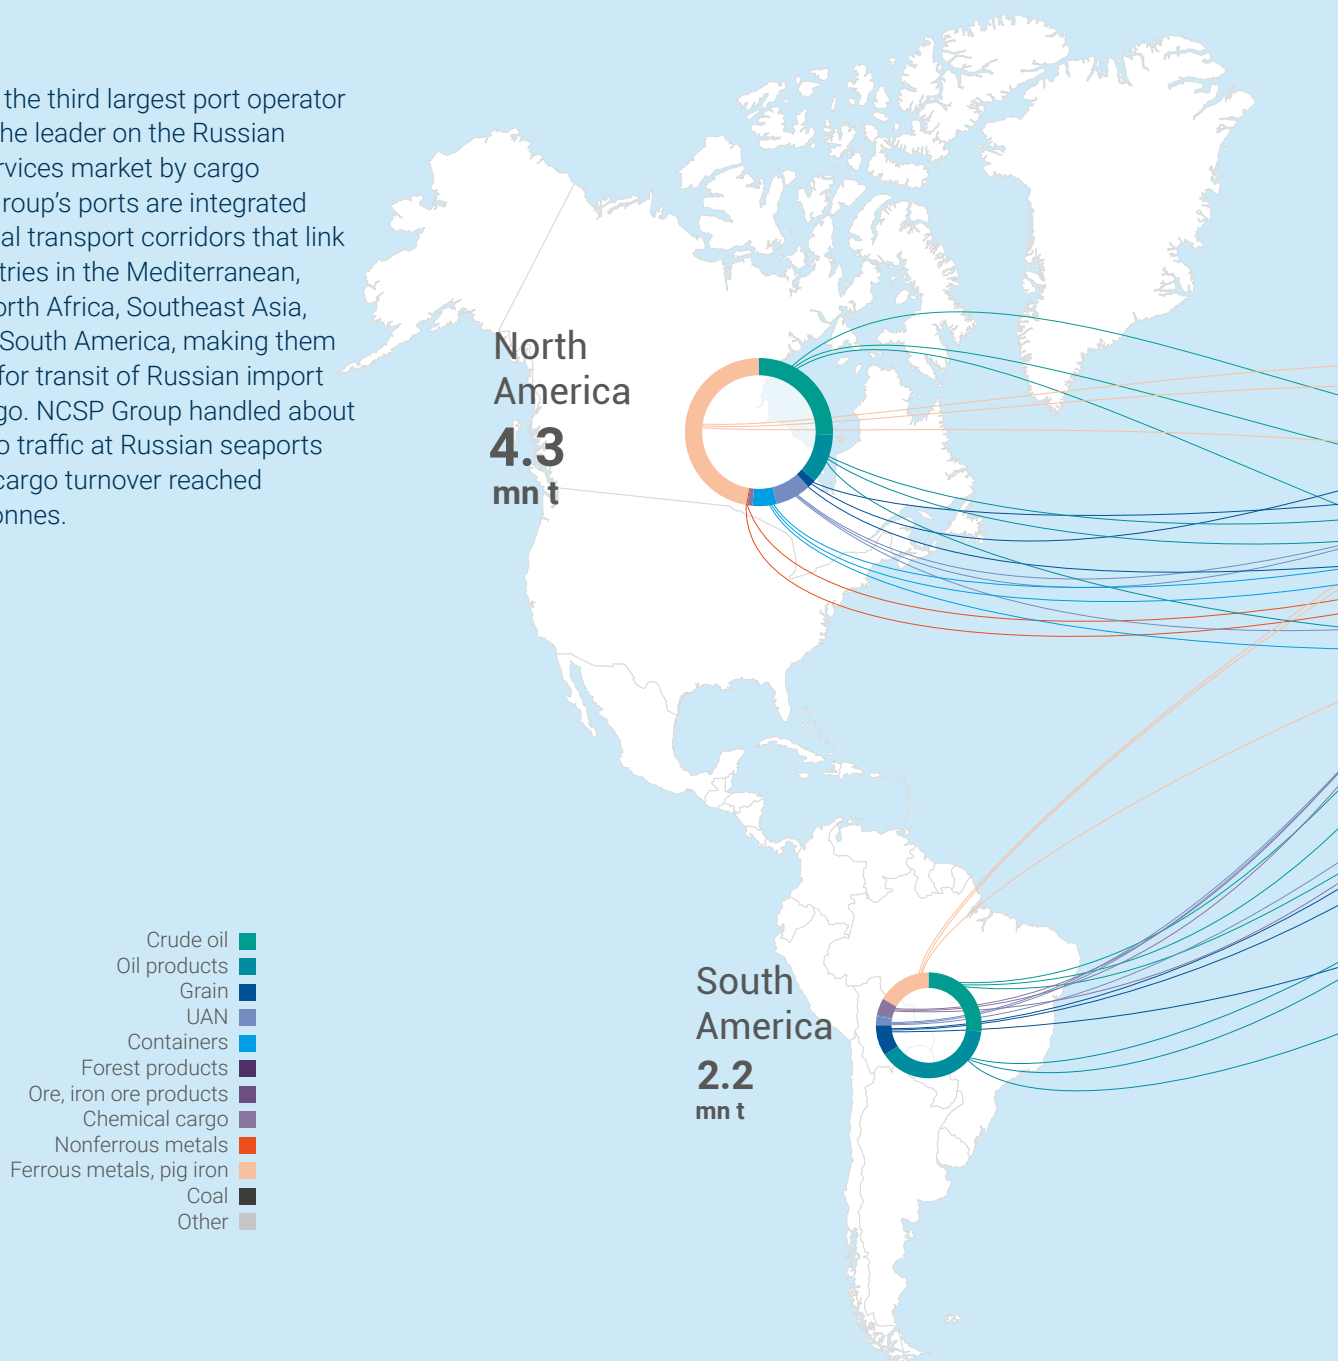 the third largest port operator
he leader on the Russian
rvices market by cargo
roup's ports are integrated
al transport corridors that link
tries in the Mediterranean,
orth Africa, Southeast Asia,
South America, making them
for transit of Russian import
go. NCSP Group handled about
o traffic at Russian seaports
cargo turnover reached
onnes.
North
America
4.3
mn t
South
America
2.2
mn t
Crude oil
Oil products
Grain
UAN
Containers
Forest products
Ore, iron ore products
Chemical cargo
Nonferrous metals
Ferrous metals, pig iron
Coal
Other